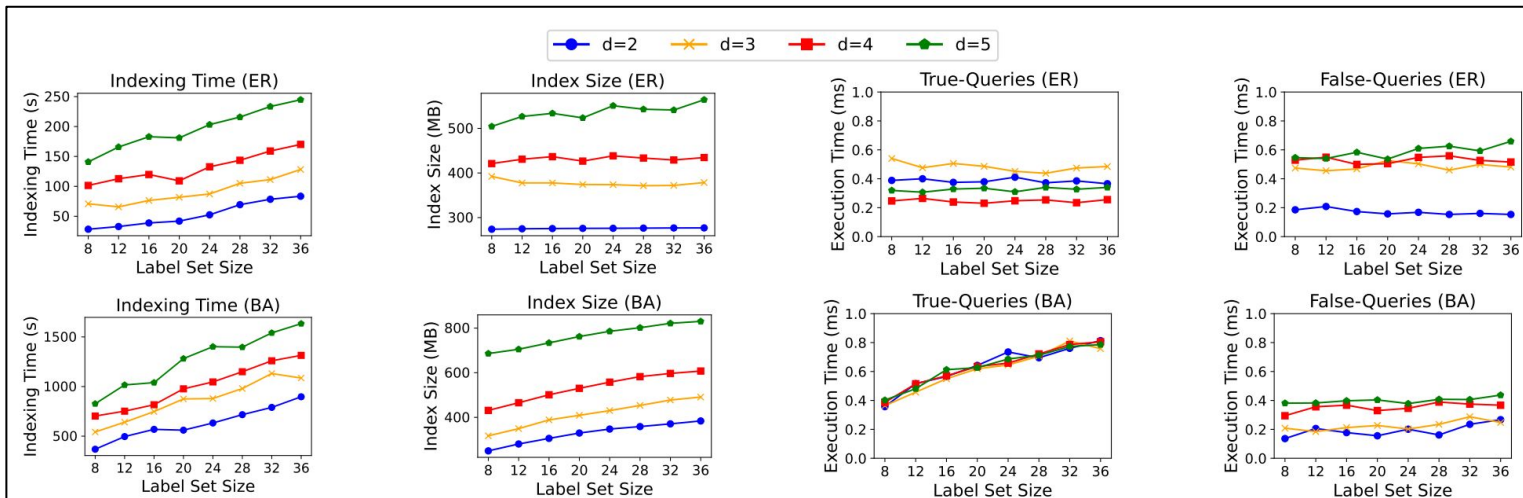 d=2 d=3 d=4 d=5
Indexing Time (ER)
Indexing Time (s)
250
200
150
100
50
8 12 16 20 24 28 32 36
Label Set Size
Index Size (ER)
Index Size (MB)
500
400
300
8 12 16 20 24 28 32 36
Label Set Size
True-Queries (ER)
Execution Time (ms)
1.0
0.8
0.6
0.4
0.2
0.0
8 12 16 20 24 28 32 36
Label Set Size
False-Queries (ER)
Execution Time (ms)
1.0
0.8
0.6
0.4
0.2
0.0
8 12 16 20 24 28 32 36
Label Set Size
Indexing Time (BA)
Indexing Time (s)
1500
1000
500
8 12 16 20 24 28 32 36
Label Set Size
Index Size (BA)
Index Size (MB)
800
600
400
8 12 16 20 24 28 32 36
Label Set Size
True-Queries (BA)
Execution Time (ms)
1.0
0.8
0.6
0.4
0.2
0.0
8 12 16 20 24 28 32 36
Label Set Size
False-Queries (BA)
Execution Time (ms)
1.0
0.8
0.6
0.4
0.2
0.0
8 12 16 20 24 28 32 36
Label Set Size